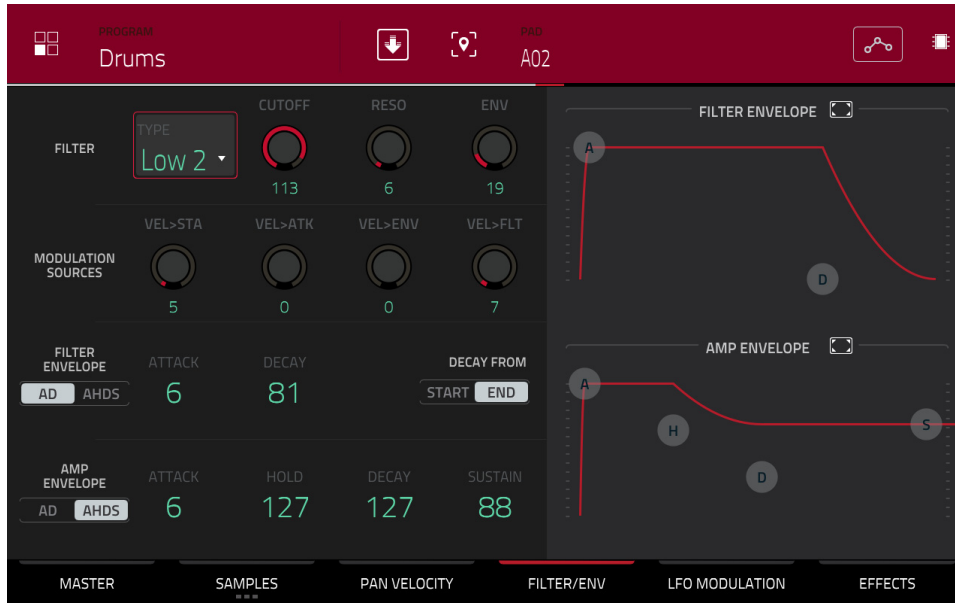 PROGRAM
Drums
PAD
A02
FILTER
TYPE
Low 2
CUTOFF
113
RESO
6
ENV
19
MODULATION
SOURCES
VEL>STA
5
VEL>ATK
0
VEL>ENV
0
VEL>FLT
7
FILTER
ENVELOPE
AD AHDS
ATTACK
6
DECAY
81
DECAY FROM
START END
AMP
ENVELOPE
AD AHDS
ATTACK
6
HOLD
127
DECAY
127
SUSTAIN
88
FILTER ENVELOPE
A
D
AMP ENVELOPE
A
H
D
S
MASTER
SAMPLES
PAN VELOCITY
FILTER/ENV
LFO MODULATION
EFFECTS